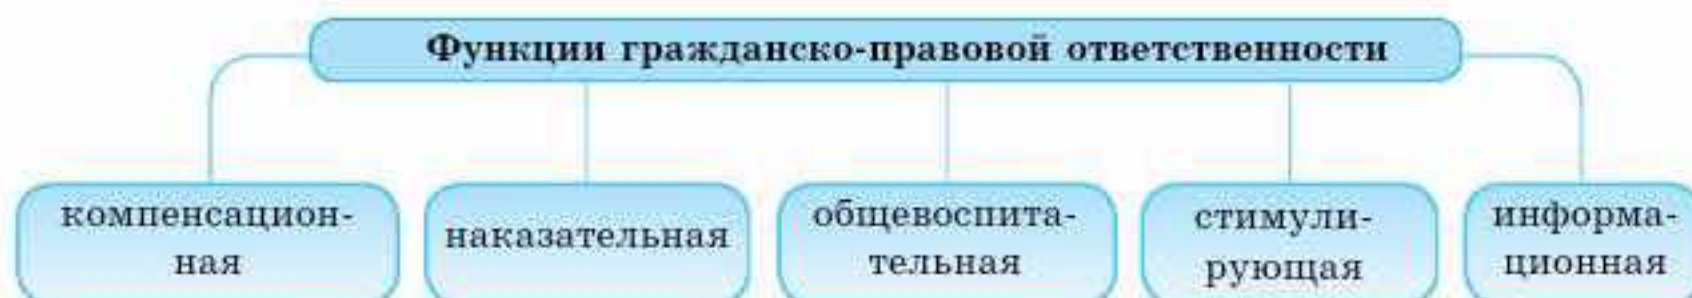 Функции гражданско-правовой ответственности
компенсацион-
ная
наказательная
общевоспита-
тельная
стимули-
рующая
информа-
ционная